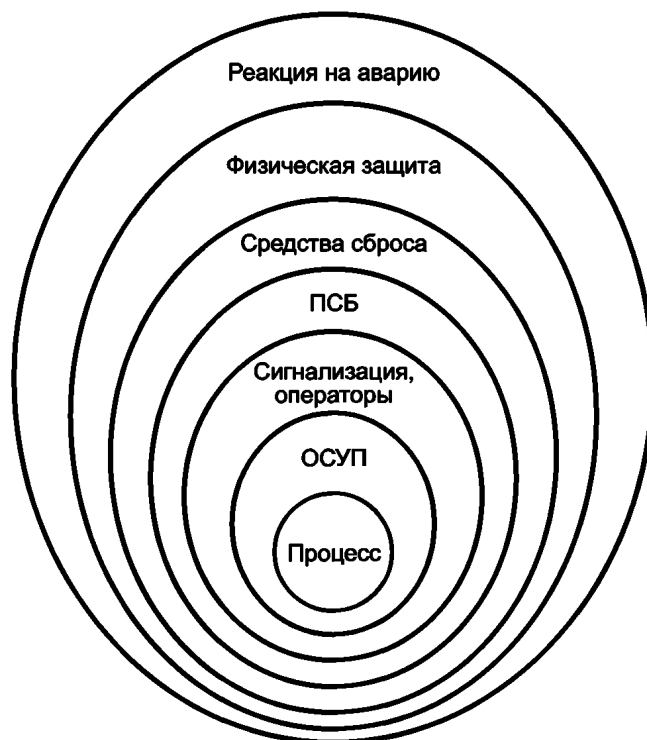 Реакция на аварию
Физическая защита
Средства сброса
ПСБ
Сигнализация,
операторы
ОСУП
Процесс